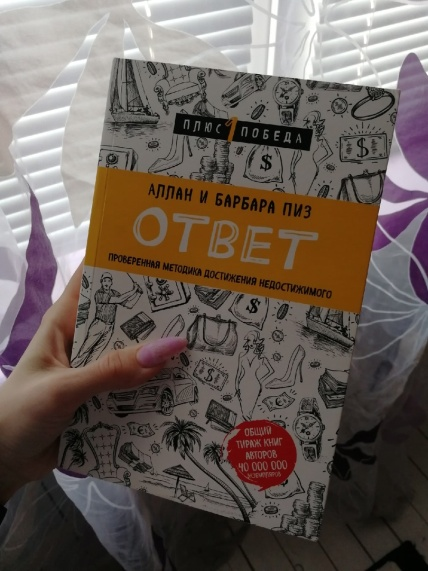 ПЛЮС 1 ПОБЕДА
АЛЛАН И БАРБАРА ПИЗ
ОТВЕТ
ПРОВЕРЕННАЯ МЕТОДИКА ДОСТИЖЕНИЯ НЕДОСТИЖИМОГО
ОБЩИЙ
ТИРАЖ КНИГ
АВТОРОВ
40 000 000
ЭКЗЕМПЛЯРОВ